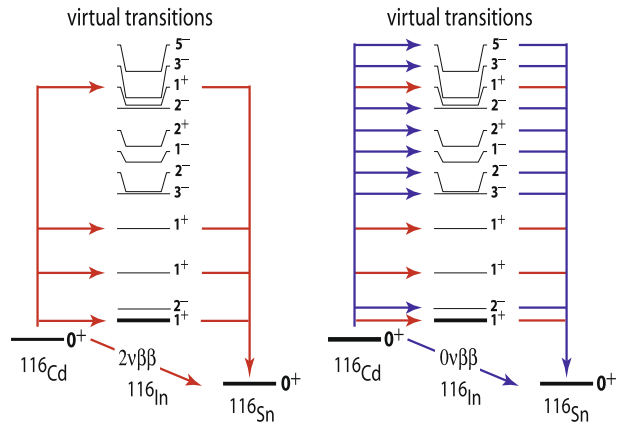 virtual transitions
5⁻
3⁻
1⁺
2⁻
2⁺
1⁻
2⁻
3⁻
1⁺
1⁺
2⁻
1⁺
0⁺
¹¹⁶Cd
2νββ
¹¹⁶In
0⁺
¹¹⁶Sn
virtual transitions
5⁻
3⁻
1⁺
2⁻
2⁺
1⁻
2⁻
3⁻
1⁺
1⁺
2⁻
1⁺
0⁺
¹¹⁶Cd
0νββ
¹¹⁶In
0⁺
¹¹⁶Sn